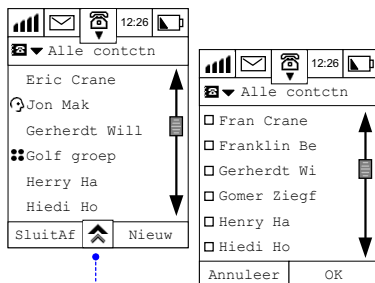 12:26
Alle contctn
Eric Crane
Jon Mak
Gerherdt Will
Golf groep
Herry Ha
Hiedi Ho
SluitAf Nieuw
12:26
Alle contctn
Fran Crane
Franklin Be
Gerherdt Wi
Gomer Ziegf
Henry Ha
Hiedi Ho
Annuleer OK